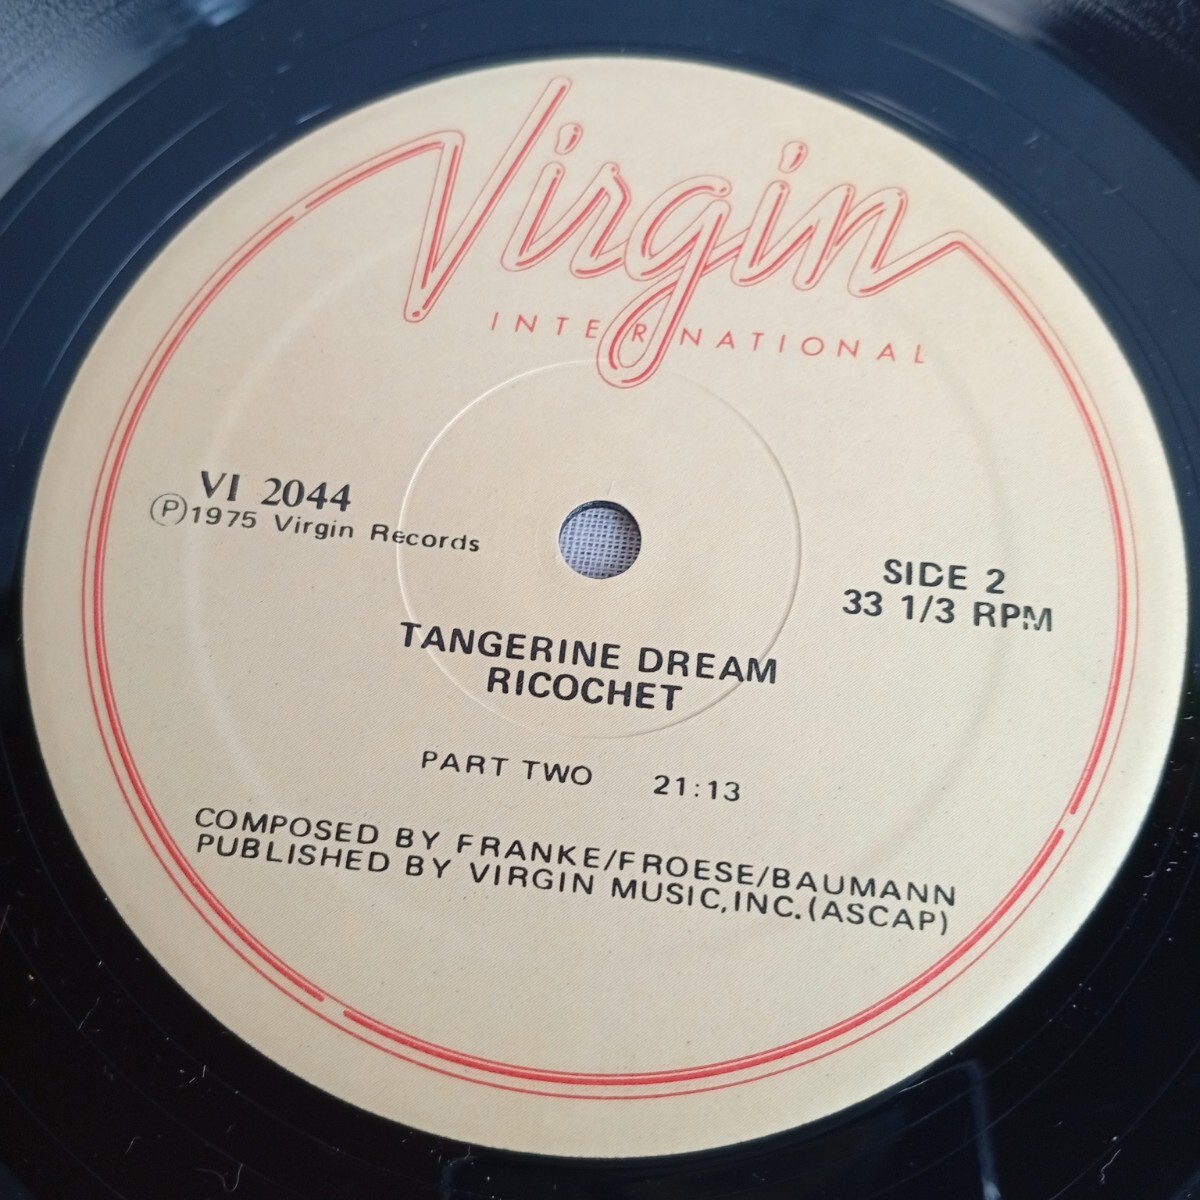 Virgin
INTERNATIONAL
VI 2044
Ⓟ1975 Virgin Records
SIDE 2
33 1/3 RPM
TANGERINE DREAM
RICOCHET
PART TWO 21:13
COMPOSED BY FRANKE/FROESE/BAUMANN
PUBLISHED BY VIRGIN MUSIC,INC.(ASCAP)